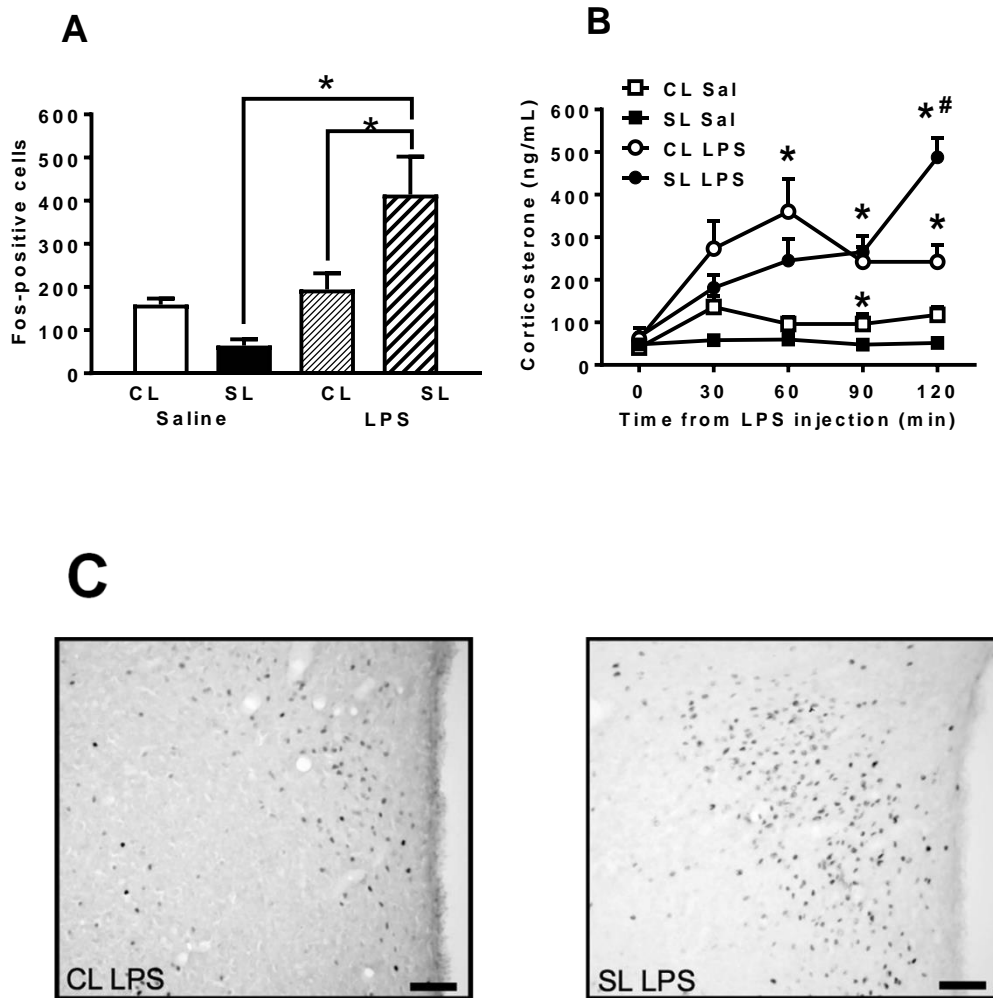 A
*
*
600
500
400
300
200
100
0
Fos-positive cells
CL SL CL SL
Saline LPS
B
CL Sal
SL Sal
CL LPS
SL LPS
600
500
400
300
200
100
0
Corticosterone (ng/mL)
* #
*
*
*
*
0 30 60 90 120
Time from LPS injection (min)
C
CL LPS
SL LPS